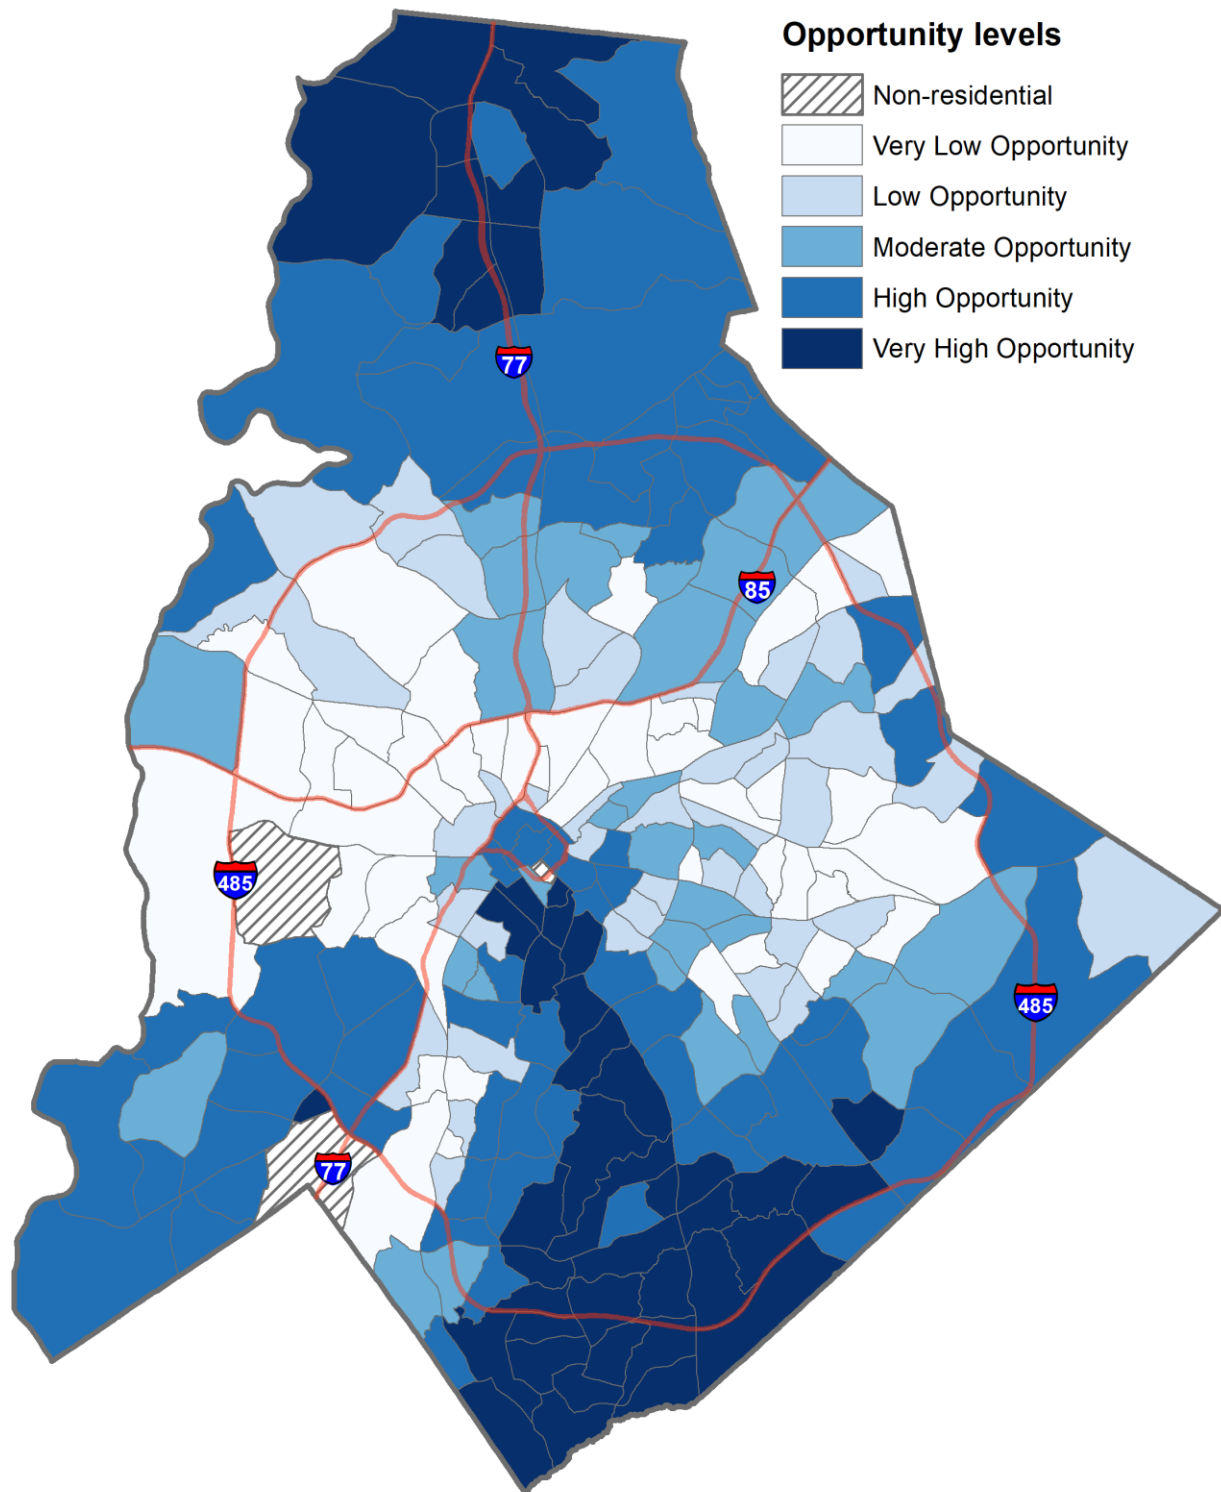 Opportunity levels
Non-residential
Very Low Opportunity
Low Opportunity
Moderate Opportunity
High Opportunity
Very High Opportunity
77
85
485
485
77